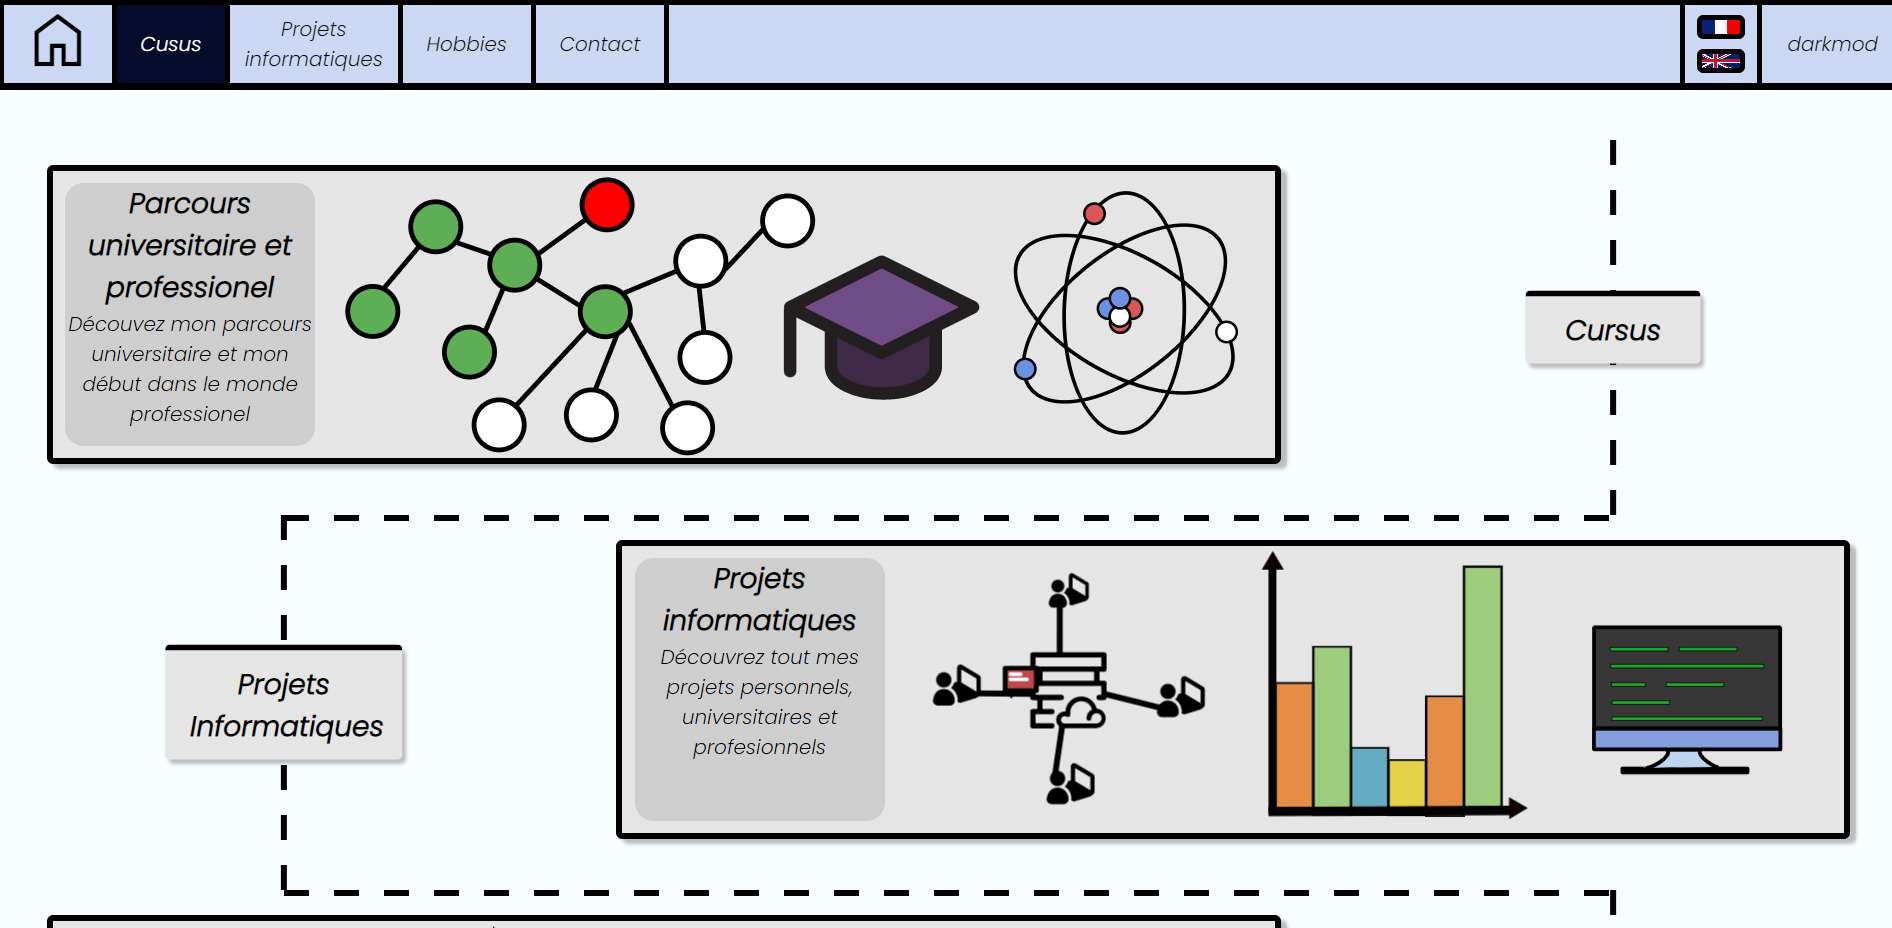 Cusus
Projets
informatiques
Hobbies
Contact
darkmod
Parcours
universitaire et
professionel
Découvez mon parcours
universitaire et mon
début dans le monde
professionel
Cursus
Projets
informatiques
Découvrez tout mes
projets personnels,
universitaires et
profesionnels
Projets
Informatiques